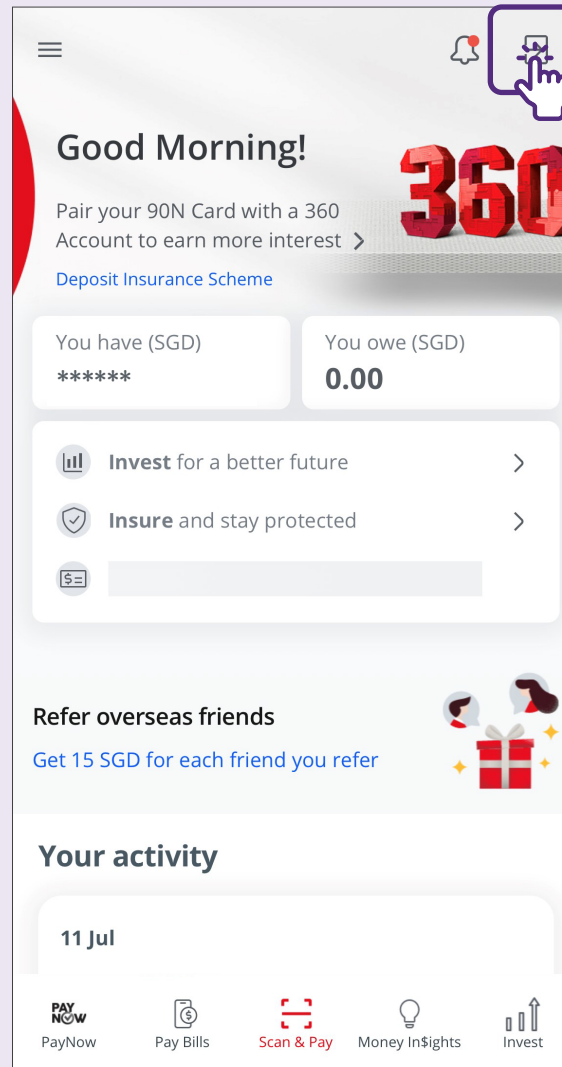 Good Morning!
360
Pair your 90N Card with a 360
Account to earn more interest
Deposit Insurance Scheme
You have (SGD)
******
You owe (SGD)
0.00
Invest for a better future
Insure and stay protected
Refer overseas friends
Get 15 SGD for each friend you refer
Your activity
11 Jul
PAY
NOW
PayNow
Pay Bills
Scan & Pay
Money In$ights
Invest